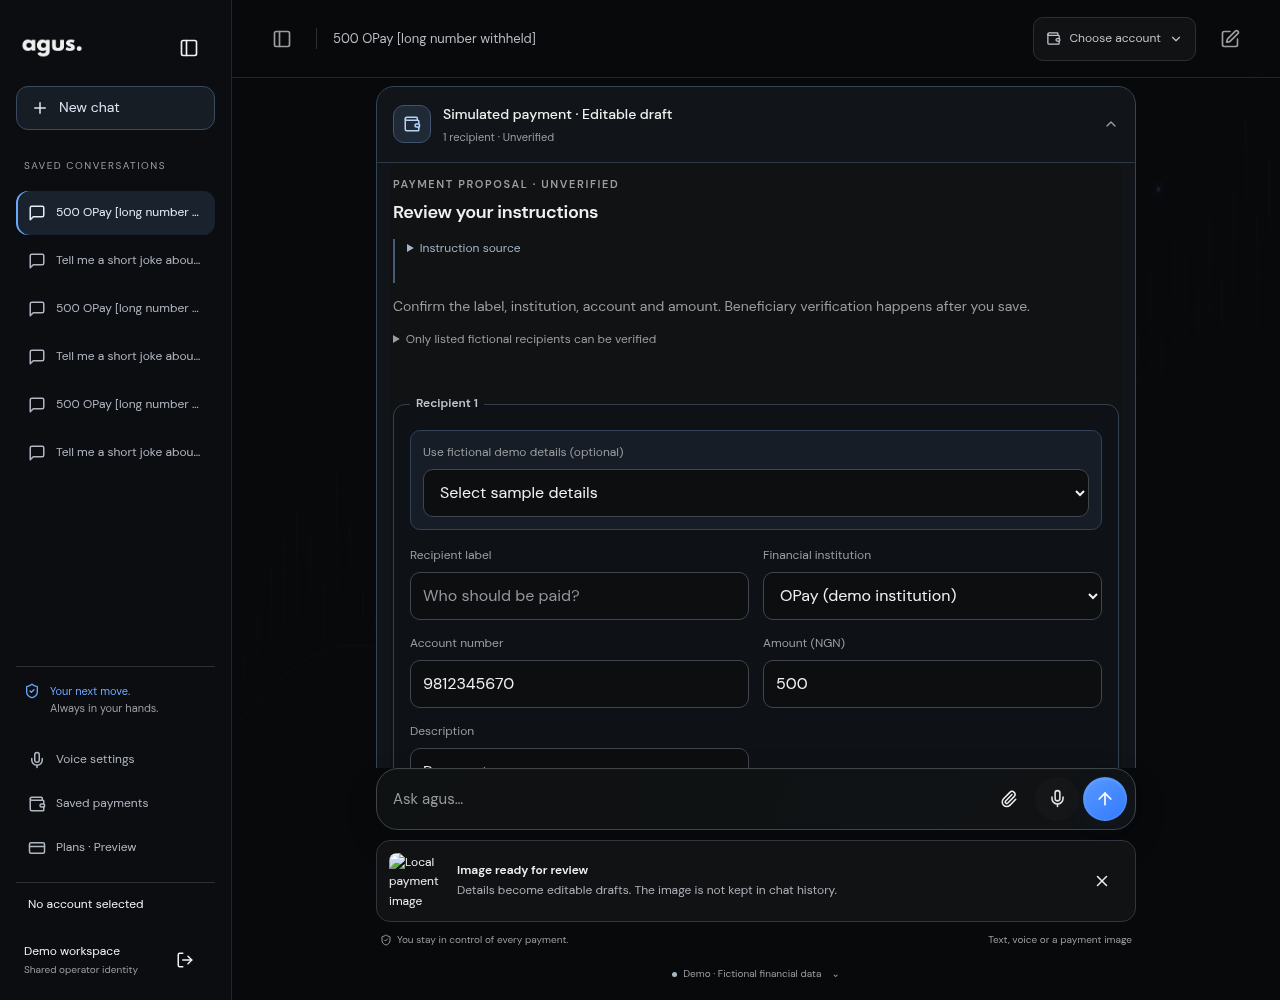 agus.
New chat
SAVED CONVERSATIONS
500 OPay [long number ...
Tell me a short joke abou...
500 OPay [long number ...
Tell me a short joke abou...
500 OPay [long number ...
Tell me a short joke abou...
Your next move.
Always in your hands.
Voice settings
Saved payments
Plans · Preview
No account selected
Demo workspace
Shared operator identity
500 OPay [long number withheld]
Choose account
Simulated payment · Editable draft
1 recipient · Unverified
PAYMENT PROPOSAL · UNVERIFIED
Review your instructions
Instruction source
Confirm the label, institution, account and amount. Beneficiary verification happens after you save.
Only listed fictional recipients can be verified
Recipient 1
Use fictional demo details (optional)
Select sample details
Recipient label
Financial institution
Who should be paid?
OPay (demo institution)
Account number
Amount (NGN)
9812345670
500
Description
Ask agus...
Local payment image
Image ready for review
Details become editable drafts. The image is not kept in chat history.
You stay in control of every payment.
Text, voice or a payment image
Demo · Fictional financial data